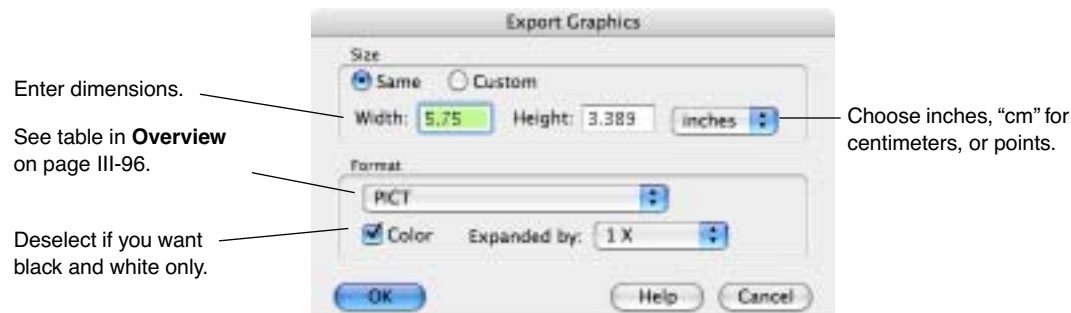 Export Graphics
Size
Same Custom
Width: 5.75 Height: 3.389 inches
Format
PICT
Color Expanded by: 1 X
OK Help Cancel
Enter dimensions.
See table in Overview
on page III-96.
Deselect if you want
black and white only.
Choose inches, “cm” for
centimeters, or points.